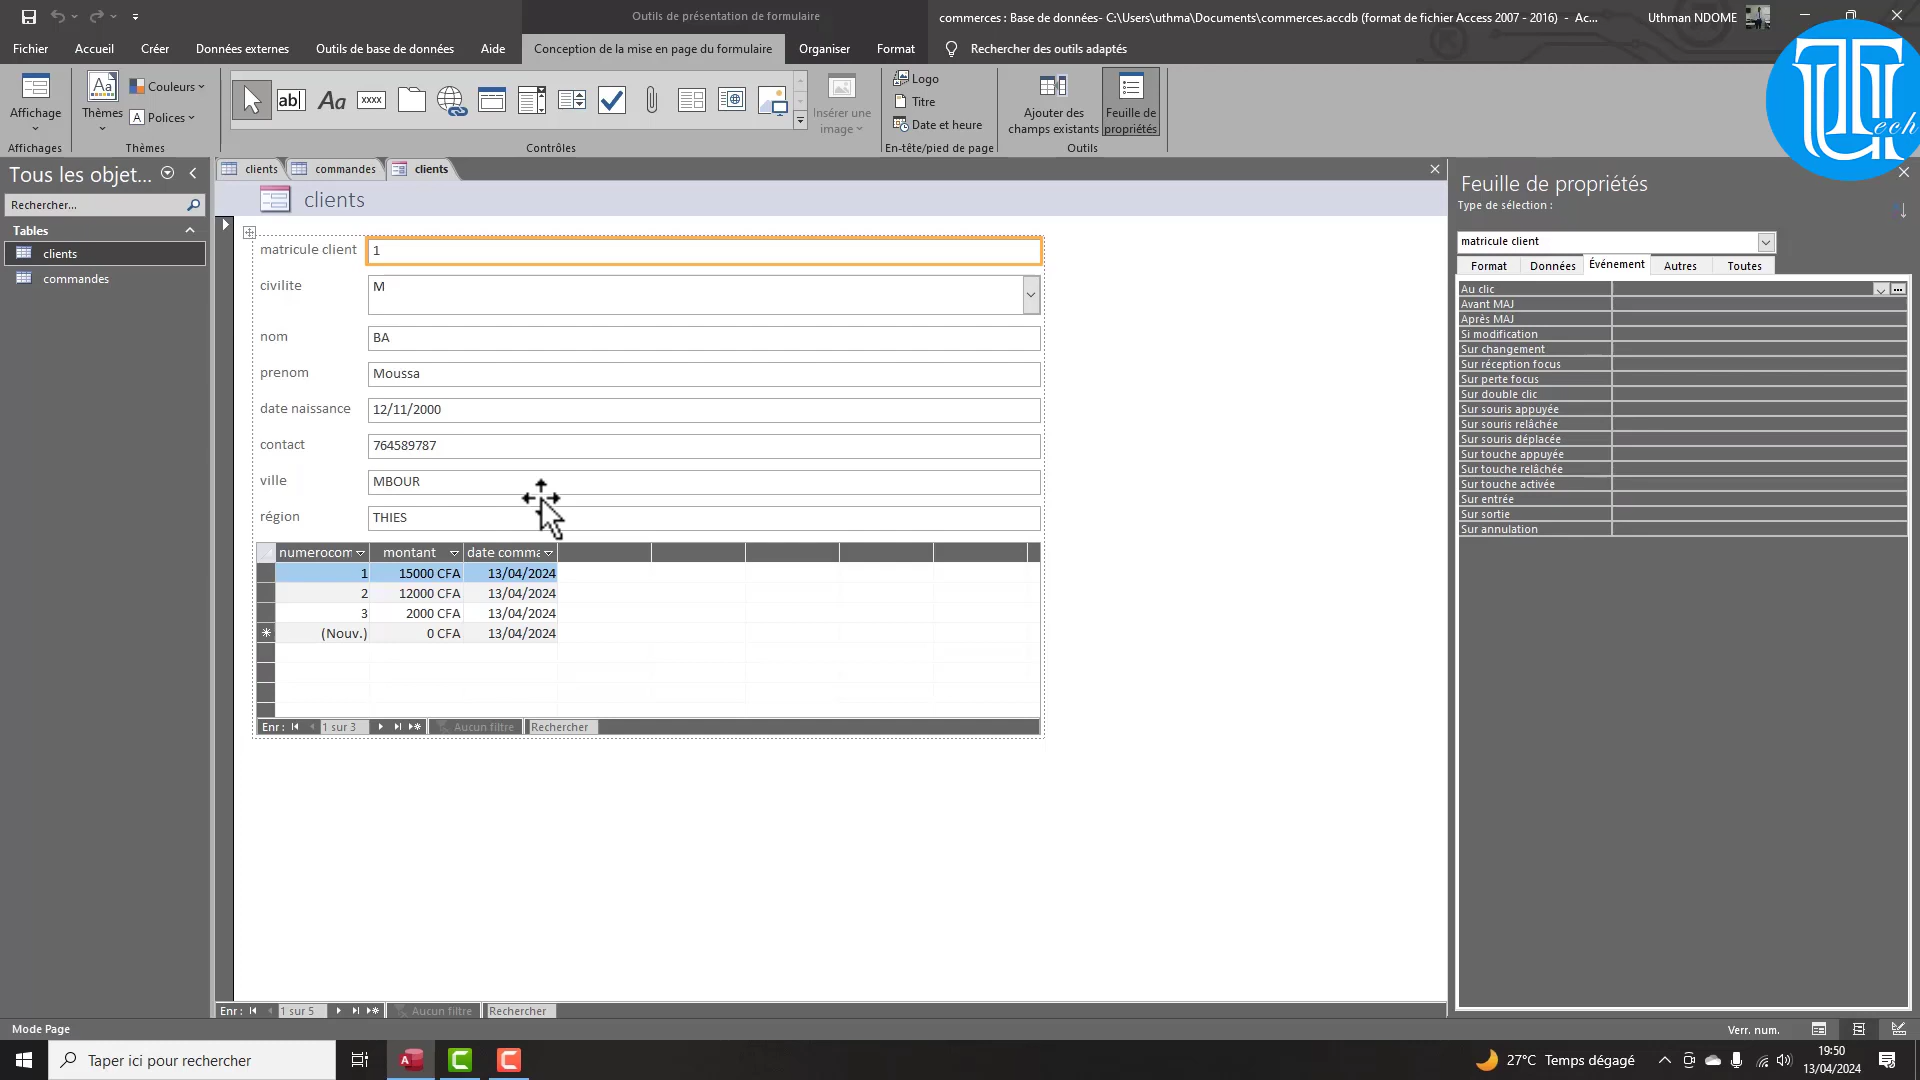 Outils de présentation de formulaire
commerces : Base de données- C:\Users\uthma\Documents\commerces.accdb (format de fichier Access 2007 - 2016) - Ac...
Uthman NDOME
Fichier
Accueil
Créer
Données externes
Outils de base de données
Aide
Conception de la mise en page du formulaire
Organiser
Format
Rechercher des outils adaptés
Affichage
Affichages
Aa
Thèmes
Couleurs
A Polices
Thèmes
ab
Aa
xxxx
Contrôles
Insérer une
image
Logo
Titre
Date et heure
En-tête/pied de page
Ajouter des
champs existants
Feuille de
propriétés
Outils
UTech
Tous les objet...
Rechercher...
Tables
clients
commandes
clients
commandes
clients
clients
matricule client 1
civilite M
nom BA
prenom Moussa
date naissance 12/11/2000
contact 764589787
ville MBOUR
région THIES
numerocom montant date comma
1 15000 CFA 13/04/2024
2 12000 CFA 13/04/2024
3 2000 CFA 13/04/2024
(Nouv.) 0 CFA 13/04/2024
Enr : 1 sur 3 Aucun filtre Rechercher
Enr : 1 sur 5 Aucun filtre Rechercher
Feuille de propriétés
Type de sélection :
matricule client
Format Données Événement Autres Toutes
Au clic
Avant MAJ
Après MAJ
Si modification
Sur changement
Sur réception focus
Sur perte focus
Sur double clic
Sur souris appuyée
Sur souris relâchée
Sur souris déplacée
Sur touche appuyée
Sur touche relâchée
Sur touche activée
Sur entrée
Sur sortie
Sur annulation
Mode Page
Verr. num.
Taper ici pour rechercher
27°C Temps dégagé
19:50
13/04/2024